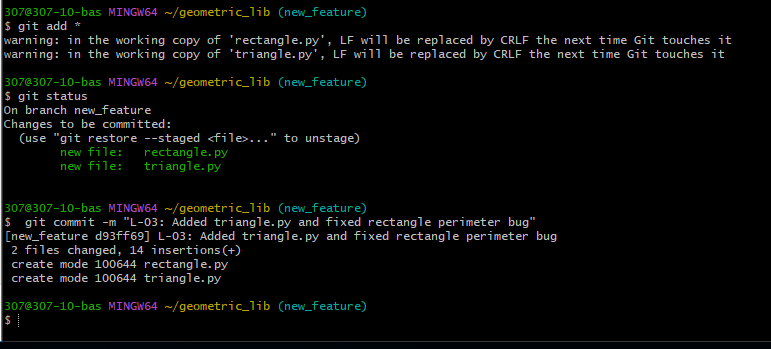 307@307-10-bas MINGW64 ~/geometric_lib (new_feature)
$ git add *
warning: in the working copy of 'rectangle.py', LF will be replaced by CRLF the next time Git touches it
warning: in the working copy of 'triangle.py', LF will be replaced by CRLF the next time Git touches it
307@307-10-bas MINGW64 ~/geometric_lib (new_feature)
$ git status
On branch new_feature
Changes to be committed:
  (use "git restore --staged <file>..." to unstage)
        new file:   rectangle.py
        new file:   triangle.py
307@307-10-bas MINGW64 ~/geometric_lib (new_feature)
$  git commit -m "L-03: Added triangle.py and fixed rectangle perimeter bug"
[new_feature d93ff69] L-03: Added triangle.py and fixed rectangle perimeter bug
 2 files changed, 14 insertions(+)
 create mode 100644 rectangle.py
 create mode 100644 triangle.py
307@307-10-bas MINGW64 ~/geometric_lib (new_feature)
$